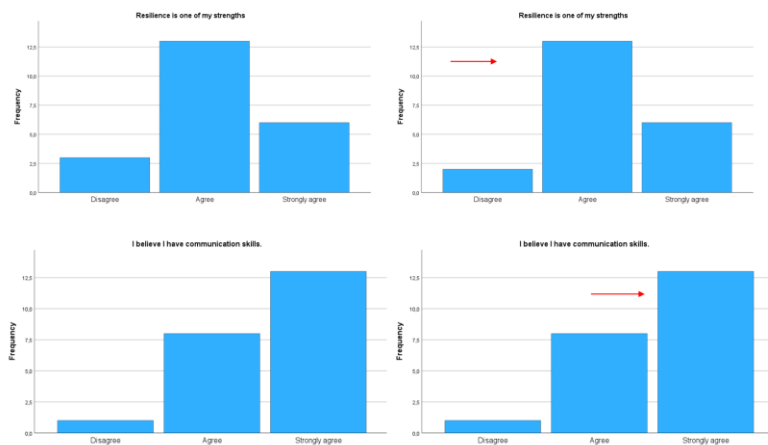 Resilience is one of my strengths
Frequency
12,5
10,0
7,5
5,0
2,5
0,0
Disagree Agree Strongly agree
Resilience is one of my strengths
Frequency
12,5
10,0
7,5
5,0
2,5
0,0
Disagree Agree Strongly agree
I believe I have communication skills.
Frequency
12,5
10,0
7,5
5,0
2,5
0,0
Disagree Agree Strongly agree
I believe I have communication skills.
Frequency
12,5
10,0
7,5
5,0
2,5
0,0
Disagree Agree Strongly agree